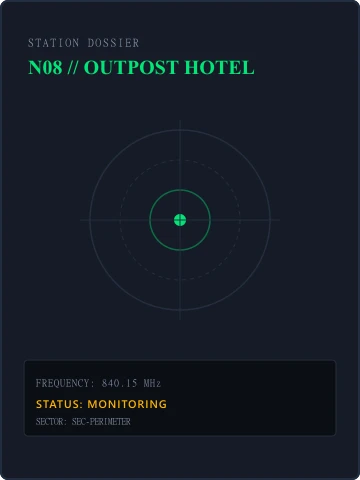 STATION DOSSIER
N08 // OUTPOST HOTEL
FREQUENCY: 840.15 MHz
STATUS: MONITORING
SECTOR: SEC-PERIMETER